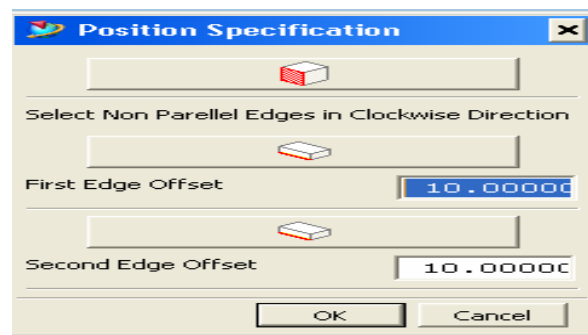 Position Specification
Select Non Parellel Edges in Clockwise Direction
First Edge Offset 10.00000
Second Edge Offset 10.00000
OK Cancel